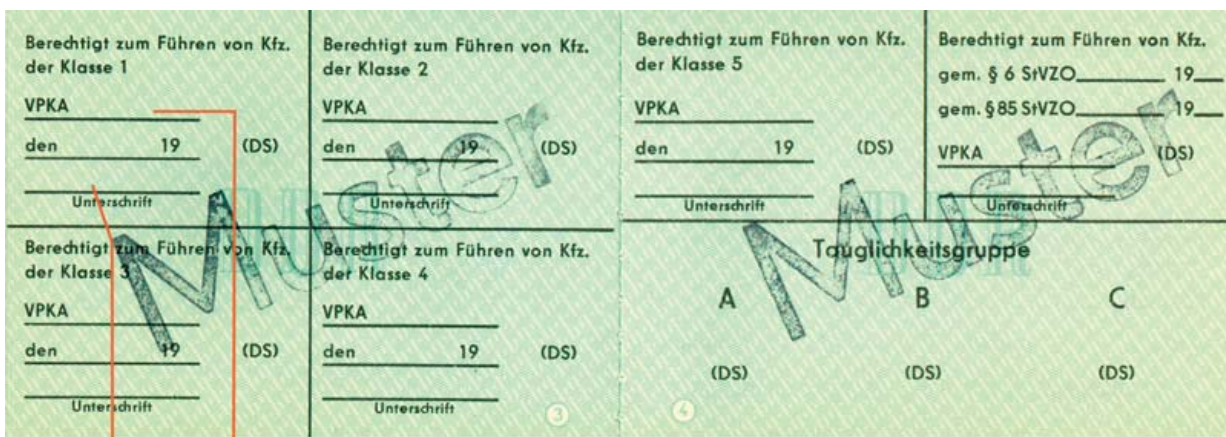 Berechtigt zum Führen von Kfz.
der Klasse 1
VPKA
den 19 (DS)
Unterschrift
Berechtigt zum Führen von Kfz.
der Klasse 2
VPKA
den 19 (DS)
Unterschrift
Berechtigt zum Führen von Kfz.
der Klasse 3
VPKA
den 19 (DS)
Unterschrift
Berechtigt zum Führen von Kfz.
der Klasse 4
VPKA
den 19 (DS)
Unterschrift
3
Muster
Berechtigt zum Führen von Kfz.
der Klasse 5
VPKA
den 19 (DS)
Unterschrift
Berechtigt zum Führen von Kfz.
gem. § 6 StVZO 19
gem. § 85 StVZO 19
VPKA (DS)
Unterschrift
Tauglichkeitsgruppe
A B C
(DS) (DS) (DS)
4
Muster